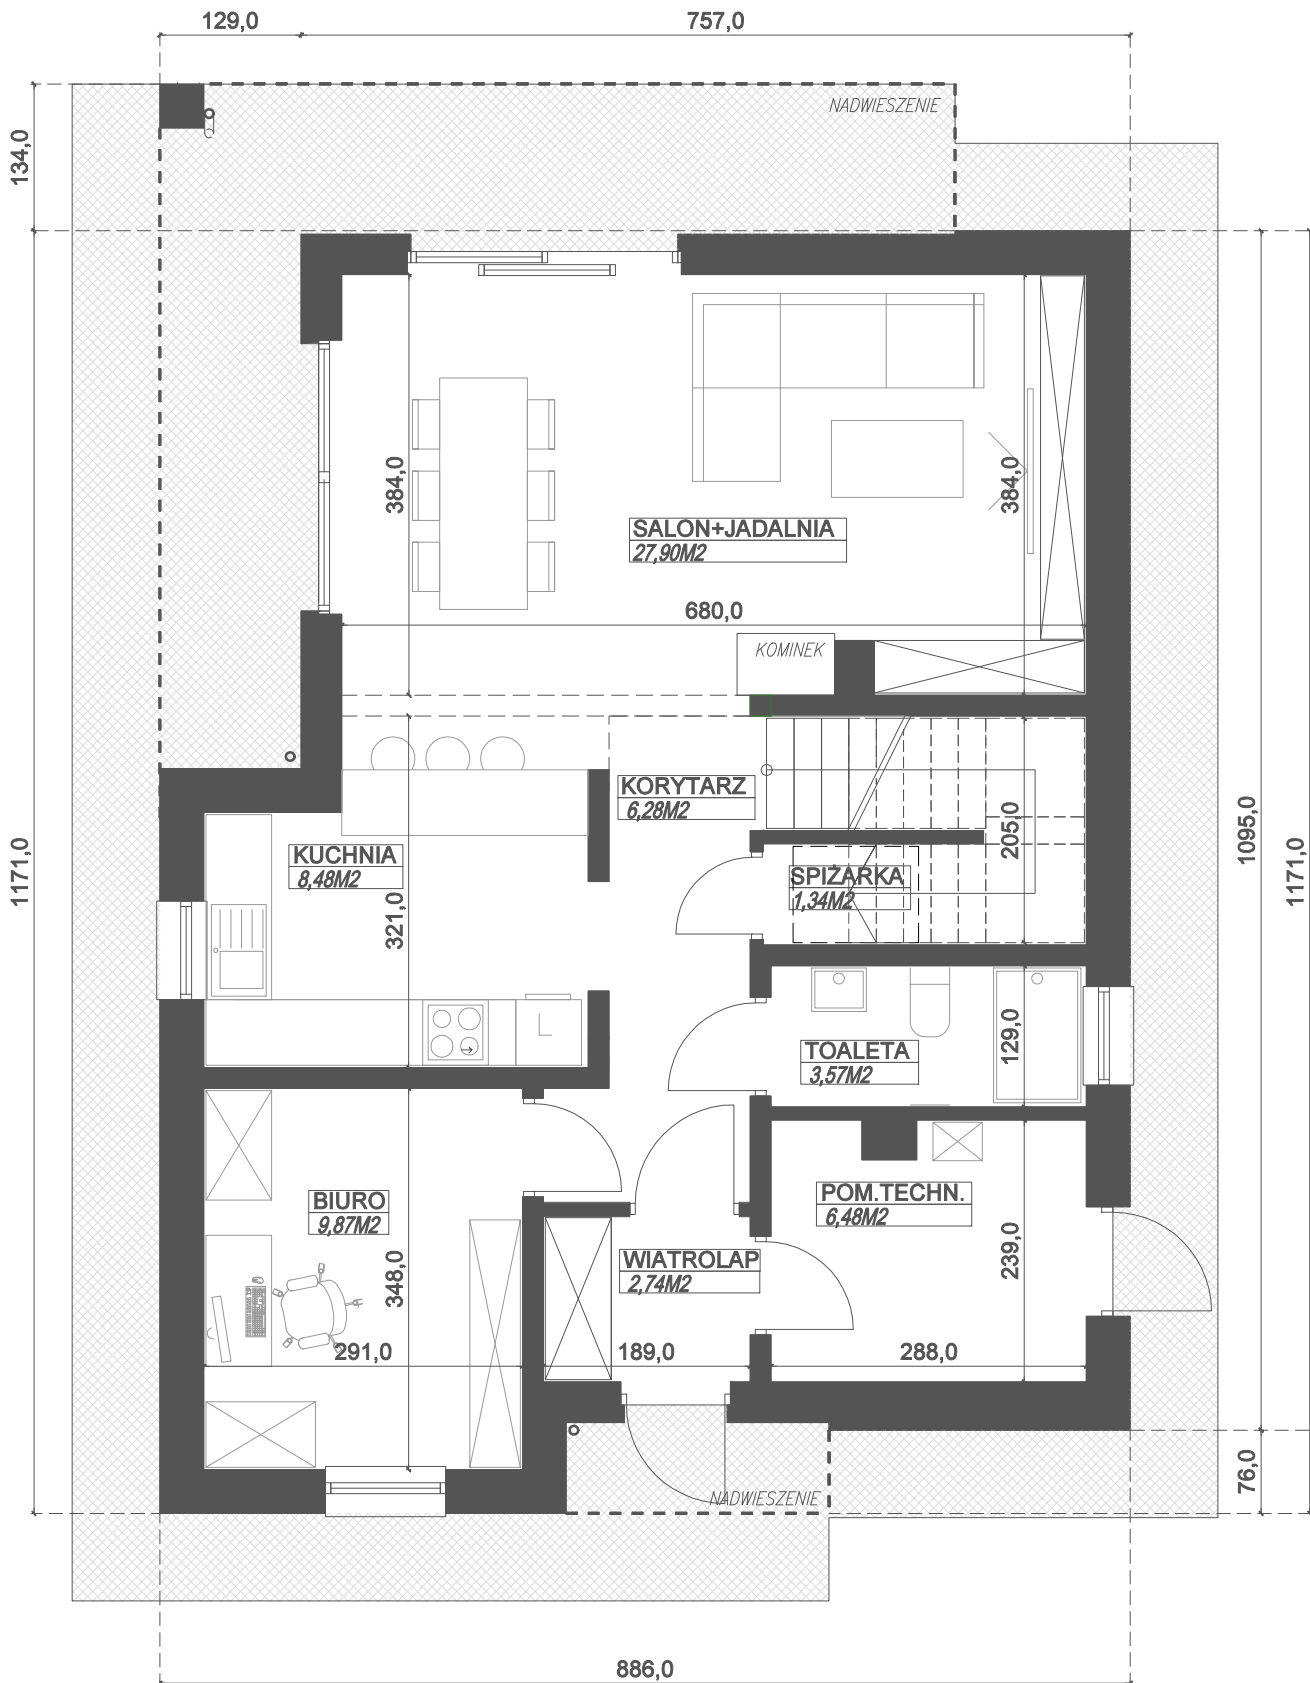 129,0
757,0
134,0
NADWIESZENIE
384,0
384,0
SALON+JADALNIA
27,90M2
680,0
KOMINEK
KORYTARZ
6,28M2
205,0
1095,0
1171,0
1171,0
KUCHNIA
8,48M2
321,0
SPIŻARKA
1,34M2
L
129,0
TOALETA
3,57M2
BIURO
9,87M2
348,0
POM.TECHN.
6,48M2
239,0
WIATROLAP
2,74M2
291,0
189,0
288,0
76,0
NADWIESZENIE
886,0